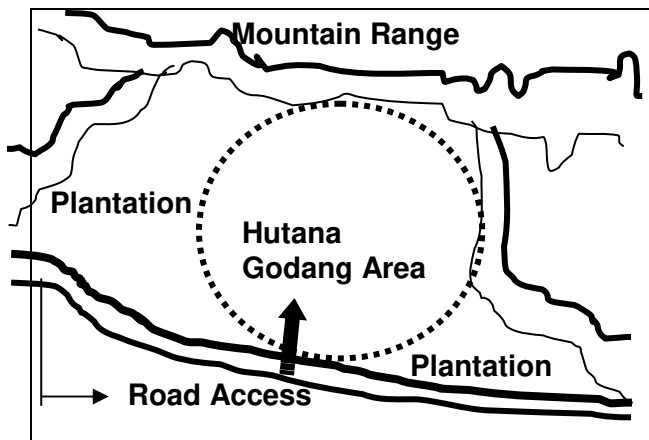 Mountain Range
Plantation
Hutana
Godang Area
Plantation
Road Access